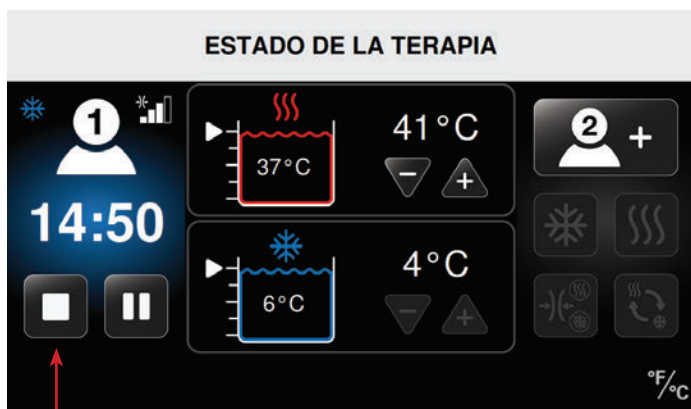 ESTADO DE LA TERAPIA
1
14:50
37°C
41°C
- +
6°C
4°C
- +
2 +
°F/°C